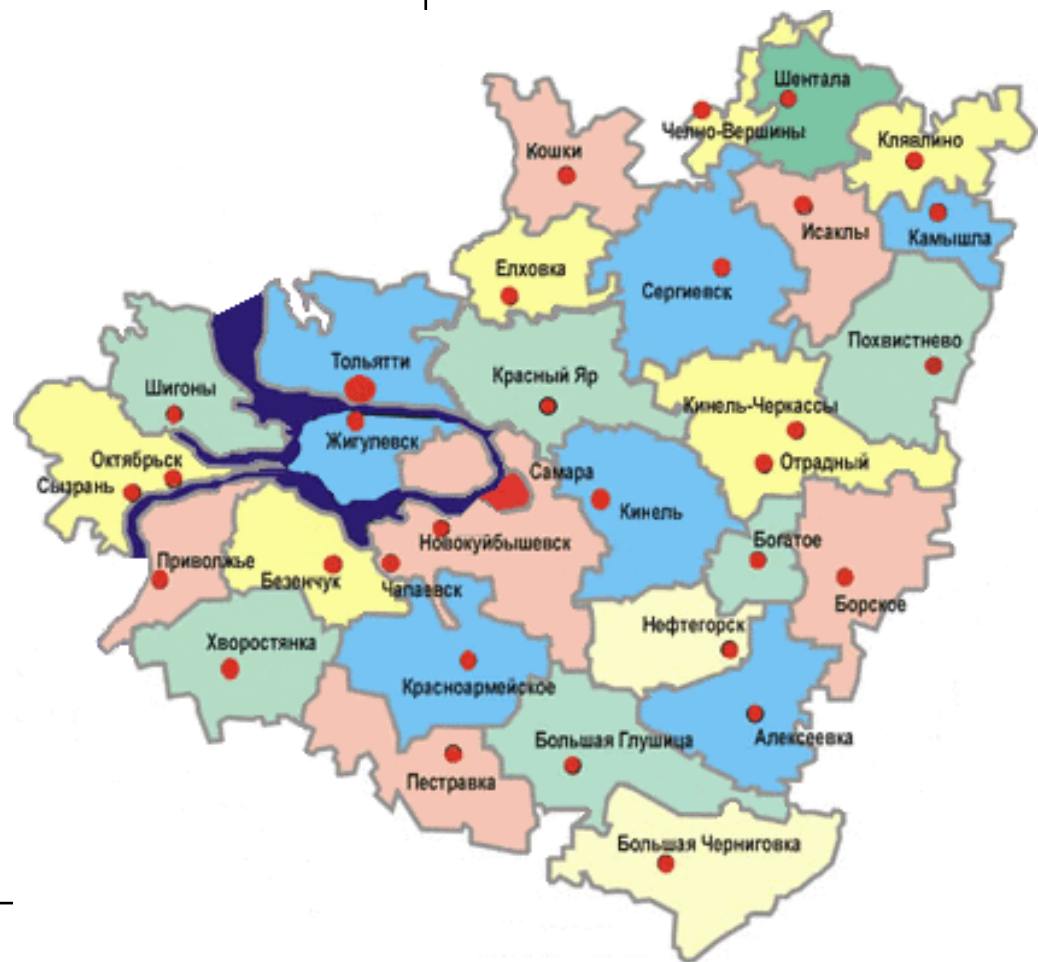 Шентала
Челно-Вершины
Клявлино
Кошки
Исаклы
Камышла
Елховка
Сергиевск
Похвистнево
Тольятти
Красный Яр
Шигоны
Кинель-Черкассы
Жигулевск
Октябрьск
Отрадный
Самара
Сызрань
Кинель
Новокуйбышевск
Богатое
Приволжье
Безенчук
Чапаевск
Борское
Нефтегорск
Хворостянка
Красноармейское
Алексеевка
Большая Глушица
Пестравка
Большая Черниговка